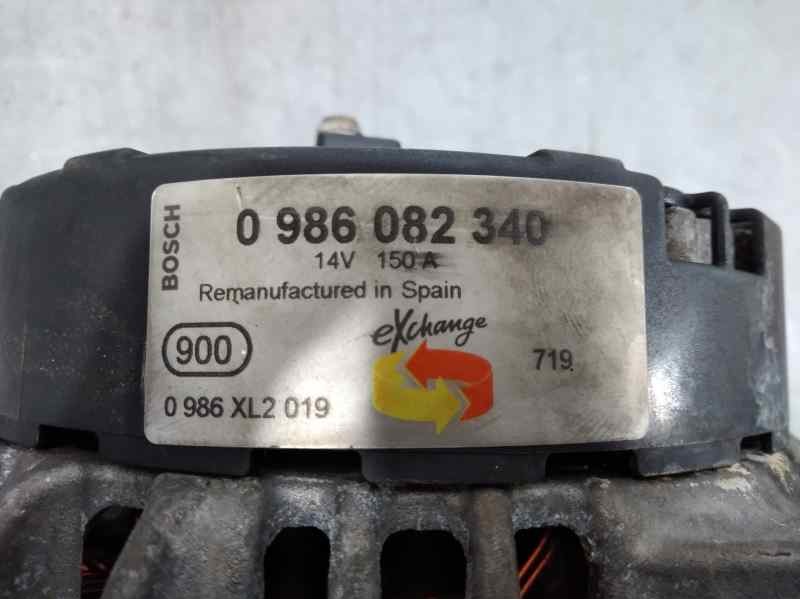 BOSCH
0 986 082 340
14V 150 A
Remanufactured in Spain
eXchange
900
719
0 986 XL2 019